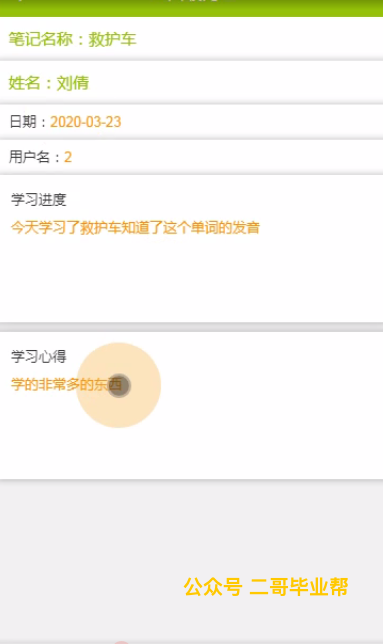 笔记名称：救护车
姓名：刘倩
日期：2020-03-23
用户名：2
学习进度
今天学习了救护车知道了这个单词的发音
学习心得
学的非常多的东西
公众号 二哥毕业帮